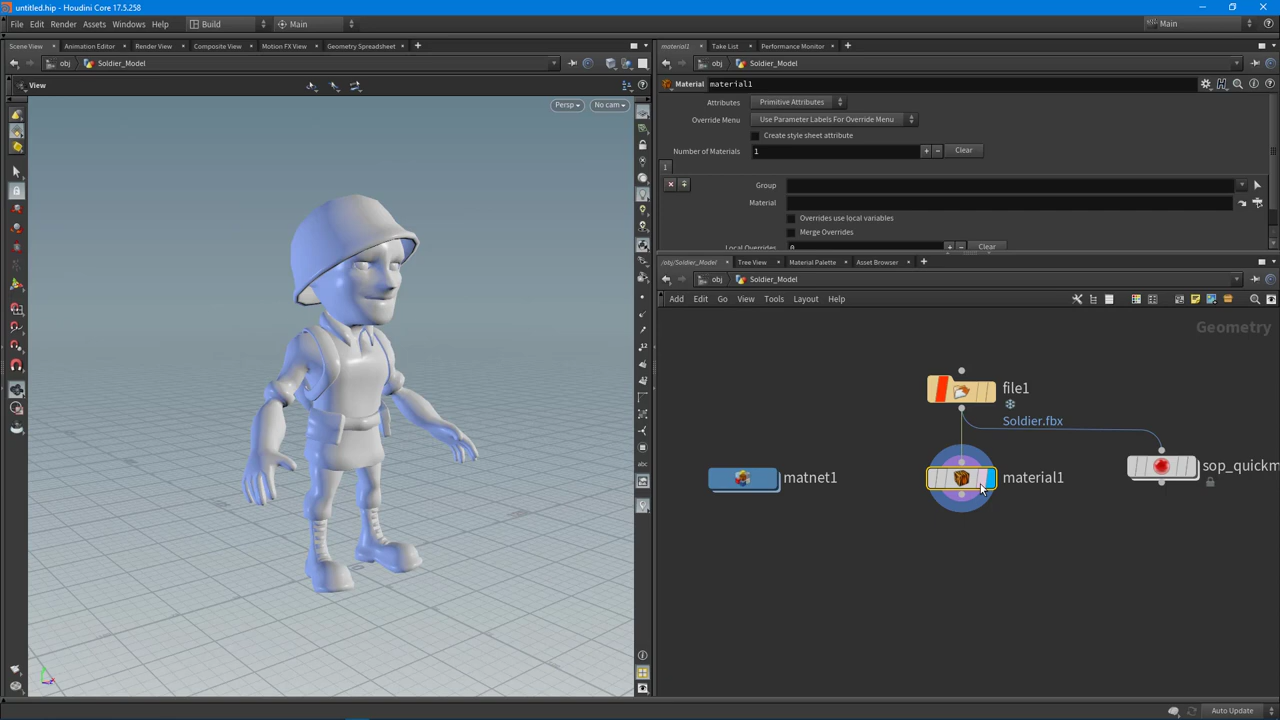 untitled.hip - Houdini Core 17.5.258
File Edit Render Assets Windows Help Build Main Main
Scene View Animation Editor Render View Composite View Motion FX View Geometry Spreadsheet
material1 Take List Performance Monitor
obj Soldier_Model
obj Soldier_Model
View
Material material1
Persp No cam
Attributes Primitive Attributes
Override Menu Use Parameter Labels For Override Menu
Create style sheet attribute
Number of Materials 1 Clear
1
Group
Material
Overrides use local variables
Merge Overrides
Local Overrides 0 Clear
/obj/Soldier_Model Tree View Material Palette Asset Browser
obj Soldier_Model
Add Edit Go View Tools Layout Help
Geometry
file1
Soldier.fbx
matnet1
material1
sop_quickm
abc
Auto Update